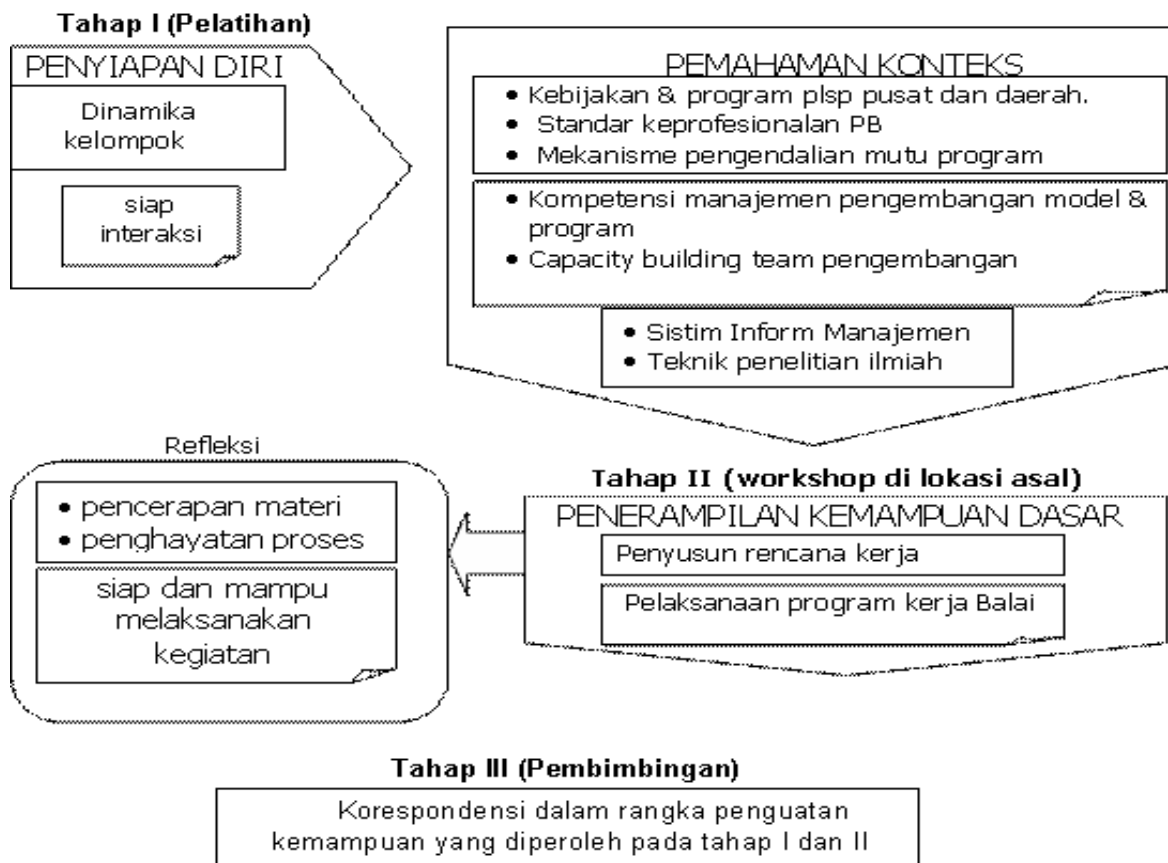 Tahap I (Pelatihan)
PENYIAPAN DIRI
Dinamika
kelompok
siap
interaksi
PEMAHAMAN KONTEKS
• Kebijakan & program plsp pusat dan daerah.
• Standar keprofesionalan PB
• Mekanisme pengendalian mutu program
• Kompetensi manajemen pengembangan model &
program
• Capacity building team pengembangan
• Sistim Inform Manajemen
• Teknik penelitian ilmiah
Refleksi
• pencerapan materi
• penghayatan proses
siap dan mampu
melaksanakan
kegiatan
Tahap II (workshop di lokasi asal)
PENERAMPILAN KEMAMPUAN DASAR
Penyusun rencana kerja
Pelaksanaan program kerja Balai
Tahap III (Pembimbingan)
Korespondensi dalam rangka penguatan
kemampuan yang diperoleh pada tahap I dan II